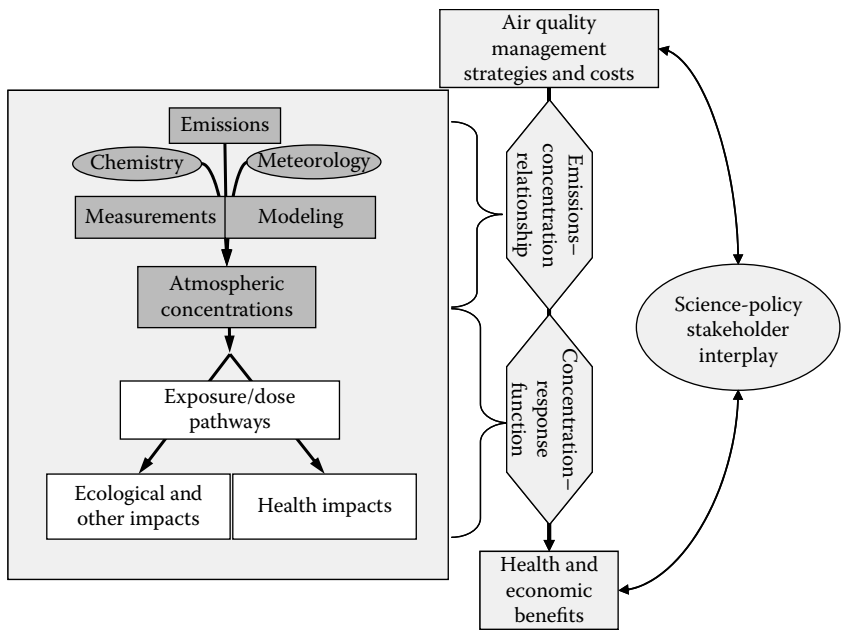 Air quality
management
strategies and costs
Emissions
Chemistry
Meteorology
Measurements
Modeling
Atmospheric
concentrations
Exposure/dose
pathways
Ecological and
other impacts
Health impacts
Emissions–
concentration
relationship
Concentration–
response
function
Science-policy
stakeholder
interplay
Health and
economic
benefits